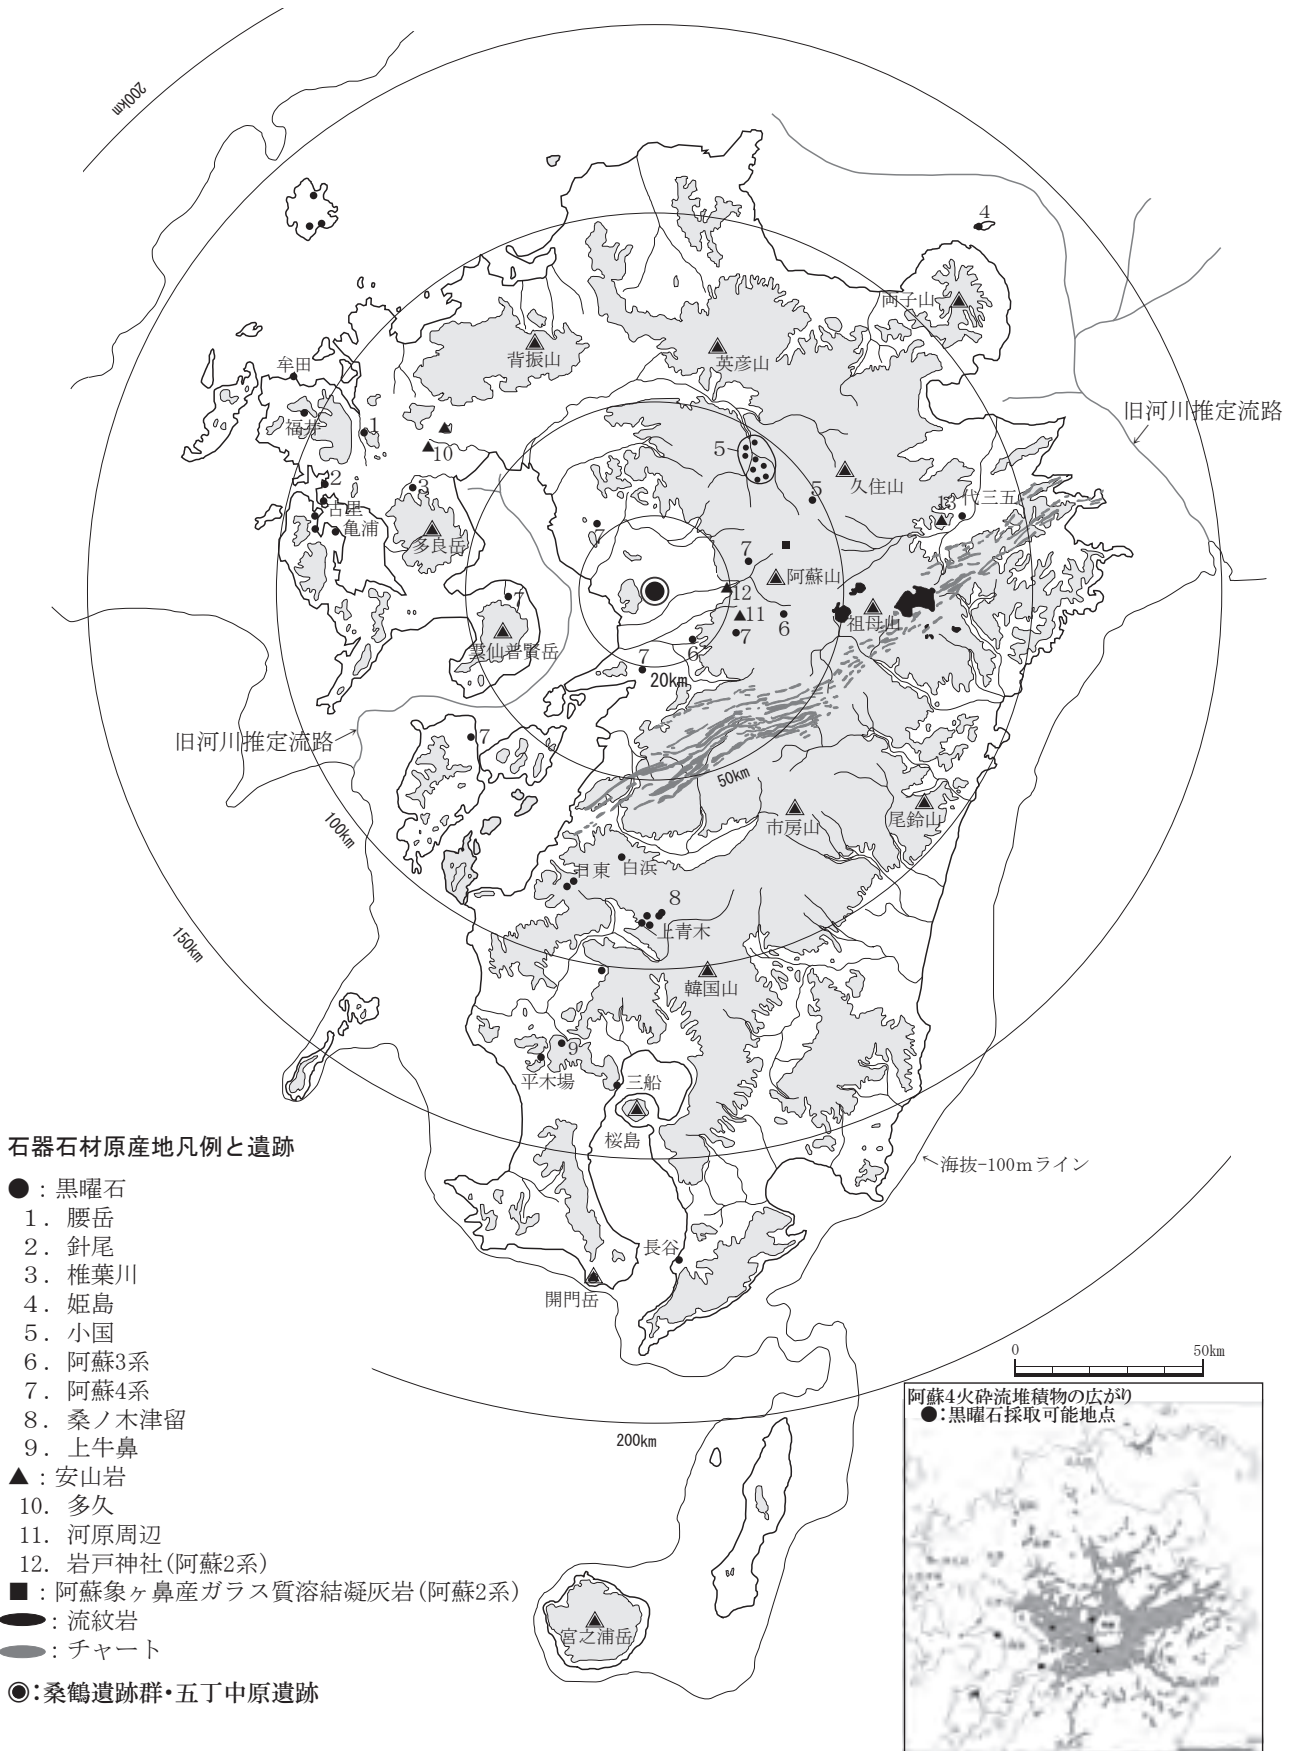 200km
4
両子山
背振山
英彦山
牟田
旧河川推定流路
福井
1
10
5
久住山
2
3
5
13
代三五
古里
亀浦
多良岳
7
7
阿蘇山
12
7
11
6
祖母山
7
6
雲仙普賢岳
7
20km
旧河川推定流路
7
50km
100km
市房山
尾鈴山
日東
白浜
8
上青木
150km
韓国山
9
平木場
三船
桜島
海抜-100mライン
長谷
開門岳
200km
宮之浦岳
石器石材原産地凡例と遺跡
●:黒曜石
1．腰岳
2．針尾
3．椎葉川
4．姫島
5．小国
6．阿蘇3系
7．阿蘇4系
8．桑ノ木津留
9．上牛鼻
▲:安山岩
10．多久
11．河原周辺
12．岩戸神社(阿蘇2系)
■:阿蘇象ヶ鼻産ガラス質溶結凝灰岩(阿蘇2系)
:流紋岩
:チャート
◉:桑鶴遺跡群・五丁中原遺跡
0 50km
阿蘇4火砕流堆積物の広がり
●:黒曜石採取可能地点